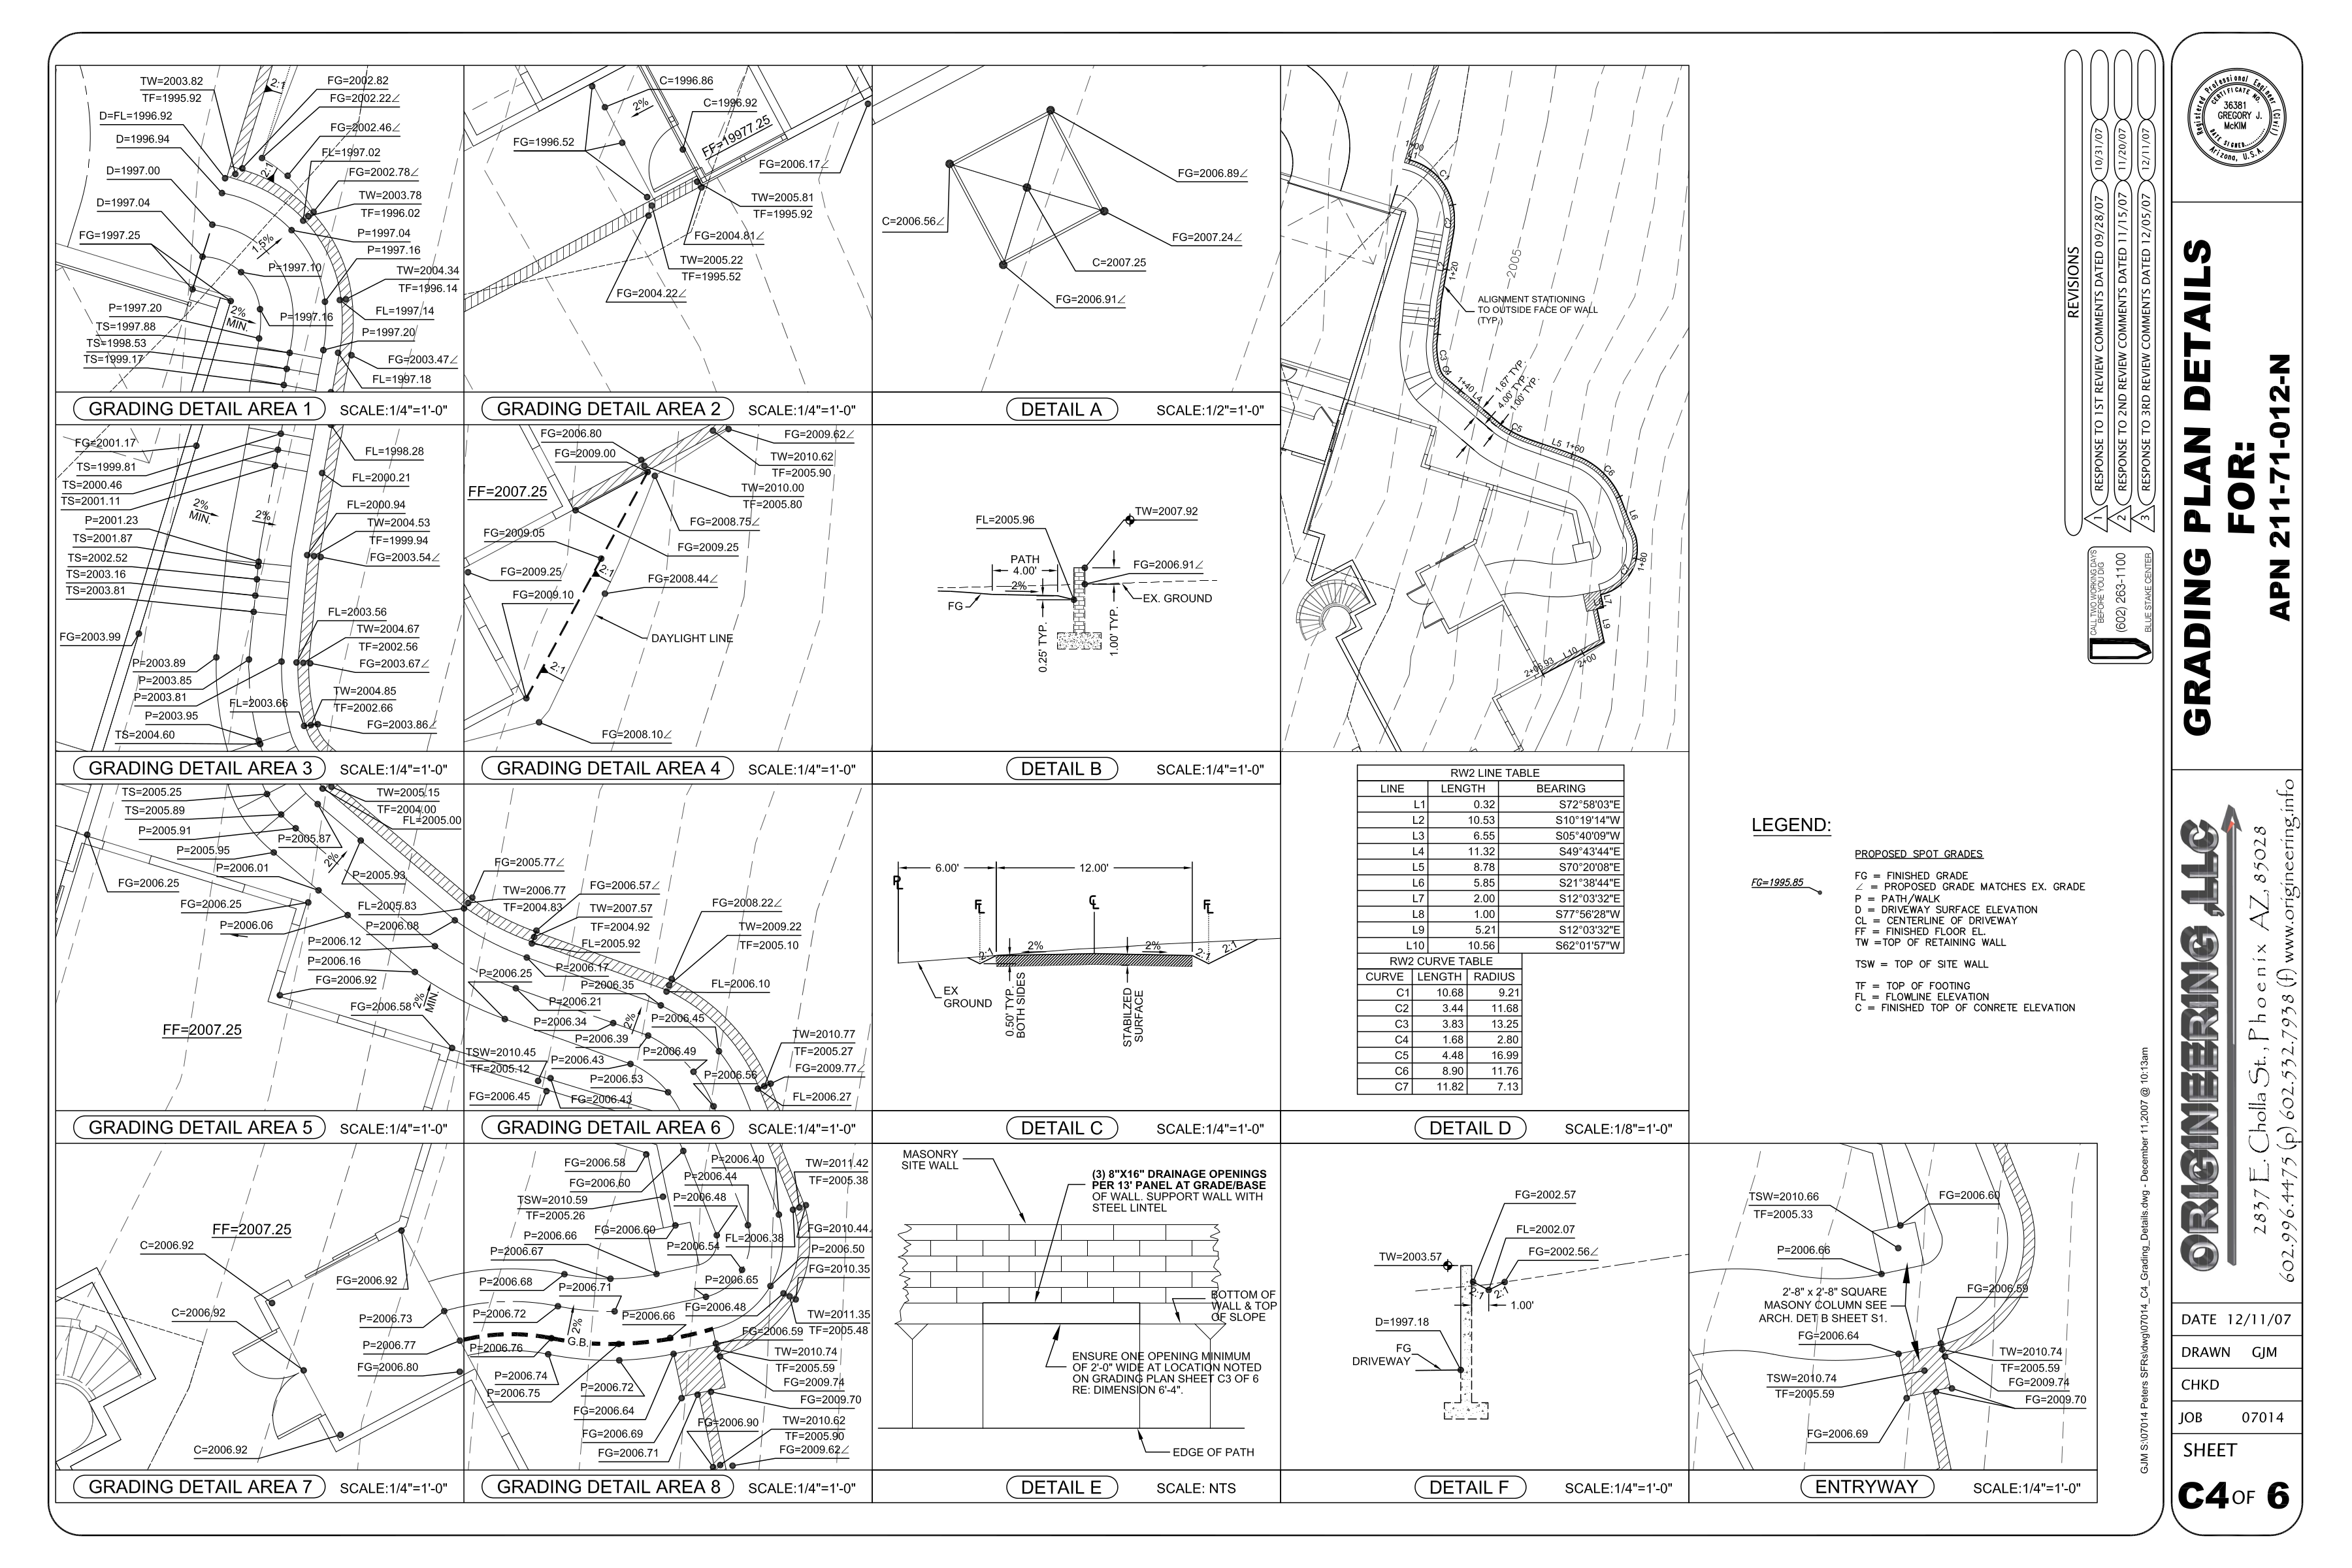 TW=2003.82
TF=1995.92
D=FL=1996.92
D=1996.94
D=1997.00
D=1997.04
FG=1997.25
P=1997.20
TS=1997.88
TS=1998.53
TS=1999.17
2:1
2:1
1.5%
2%
MIN.
FG=2002.82
FG=2002.22∠
FG=2002.46∠
FL=1997.02
FG=2002.78∠
TW=2003.78
TF=1996.02
P=1997.04
P=1997.16
P=1997.10
TW=2004.34
TF=1996.14
FL=1997.14
P=1997.16
P=1997.20
FG=2003.47∠
FL=1997.18
GRADING DETAIL AREA 1 SCALE:1/4"=1'-0"
C=1996.86
2%
C=1996.92
FF=19977.25
FG=1996.52
FG=2006.17∠
TW=2005.81
TF=1995.92
FG=2004.81∠
TW=2005.22
TF=1995.52
FG=2004.22∠
GRADING DETAIL AREA 2 SCALE:1/4"=1'-0"
FG=2006.89∠
C=2006.56∠
FG=2007.24∠
C=2007.25
FG=2006.91∠
DETAIL A SCALE:1/2"=1'-0"
FG=2001.17
TS=1999.81
TS=2000.46
TS=2001.11
P=2001.23
TS=2001.87
TS=2002.52
TS=2003.16
TS=2003.81
FG=2003.99
P=2003.89
P=2003.85
P=2003.81
P=2003.95
TS=2004.60
2%
MIN.
2%
FL=1998.28
FL=2000.21
FL=2000.94
TW=2004.53
TF=1999.94
FG=2003.54∠
FL=2003.56
TW=2004.67
TF=2002.56
FG=2003.67∠
TW=2004.85
TF=2002.66
FL=2003.66
FG=2003.86∠
GRADING DETAIL AREA 3 SCALE:1/4"=1'-0"
FG=2006.80
FG=2009.00
FF=2007.25
FG=2009.05
FG=2009.25
FG=2009.10
FG=2009.62∠
TW=2010.62
TF=2005.90
TW=2010.00
TF=2005.80
FG=2008.75∠
FG=2009.25
2:1
FG=2008.44∠
DAYLIGHT LINE
2:1
FG=2008.10∠
GRADING DETAIL AREA 4 SCALE:1/4"=1'-0"
FL=2005.96
TW=2007.92
PATH
4.00'
2%
FG
FG=2006.91∠
EX. GROUND
0.25' TYP.
1.00' TYP.
DETAIL B SCALE:1/4"=1'-0"
1+00
L1
C1
C2
L2
1+20
2005
ALIGNMENT STATIONING
TO OUTSIDE FACE OF WALL
(TYP.)
L3
C3
C4
1+40
L4
1.67' TYP.
4.00' TYP.
1.00' TYP.
C5
L5
1+60
C6
L6
1+80
C7
L7
L8
L9
L10
2+00
2+06.93
RW2 LINE TABLE
LINE LENGTH BEARING
L1 0.32 S72°58'03"E
L2 10.53 S10°19'14"W
L3 6.55 S05°40'09"W
L4 11.32 S49°43'44"E
L5 8.78 S70°20'08"E
L6 5.85 S21°38'44"E
L7 2.00 S12°03'32"E
L8 1.00 S77°56'28"W
L9 5.21 S12°03'32"E
L10 10.56 S62°01'57"W
RW2 CURVE TABLE
CURVE LENGTH RADIUS
C1 10.68 9.21
C2 3.44 11.68
C3 3.83 13.25
C4 1.68 2.80
C5 4.48 16.99
C6 8.90 11.76
C7 11.82 7.13
DETAIL D SCALE:1/8"=1'-0"
TS=2005.25
TS=2005.89
P=2005.91
P=2005.95
P=2006.01
FG=2006.25
FG=2006.25
P=2006.06
P=2006.12
P=2006.16
FG=2006.92
FG=2006.58
FF=2007.25
TW=2005.15
TF=2004.00
FL=2005.00
P=2005.87
2%
P=2005.93
FL=2005.83
P=2006.08
2%
MIN.
GRADING DETAIL AREA 5 SCALE:1/4"=1'-0"
FG=2005.77∠
TW=2006.77
TF=2004.83
FG=2006.57∠
TW=2007.57
TF=2004.92
FL=2005.92
FG=2008.22∠
TW=2009.22
TF=2005.10
P=2006.17
P=2006.25
P=2006.35
FL=2006.10
P=2006.21
P=2006.34
2%
P=2006.45
P=2006.39
P=2006.49
P=2006.43
P=2006.53
P=2006.56
TSW=2010.45
TF=2005.12
FG=2006.45
FG=2006.43
TW=2010.77
TF=2005.27
FG=2009.77∠
FL=2006.27
GRADING DETAIL AREA 6 SCALE:1/4"=1'-0"
6.00'
12.00'
2:1
2%
2%
2:1
2:1
EX
GROUND
0.50' TYP.
BOTH SIDES
STABILIZED
SURFACE
DETAIL C SCALE:1/4"=1'-0"
FF=2007.25
C=2006.92
FG=2006.92
C=2006.92
P=2006.73
P=2006.77
FG=2006.80
C=2006.92
GRADING DETAIL AREA 7 SCALE:1/4"=1'-0"
FG=2006.58
FG=2006.60
TSW=2010.59
TF=2005.26
FG=2006.60
P=2006.66
P=2006.67
P=2006.68
P=2006.71
P=2006.72
P=2006.66
2%
G.B.
P=2006.76
P=2006.74
P=2006.75
P=2006.72
FG=2006.64
FG=2006.69
FG=2006.71
P=2006.40
P=2006.44
P=2006.48
FL=2006.38
P=2006.54
P=2006.65
FG=2006.48
FG=2006.59
TW=2011.42
TF=2005.38
FG=2010.44∠
P=2006.50
FG=2010.35
TW=2011.35
TF=2005.48
TW=2010.74
TF=2005.59
FG=2009.74
FG=2009.70
FG=2006.90
TW=2010.62
TF=2005.90
FG=2009.62∠
GRADING DETAIL AREA 8 SCALE:1/4"=1'-0"
MASONRY
SITE WALL
(3) 8"X16" DRAINAGE OPENINGS
PER 13' PANEL AT GRADE/BASE
OF WALL. SUPPORT WALL WITH
STEEL LINTEL
BOTTOM OF
WALL & TOP
OF SLOPE
ENSURE ONE OPENING MINIMUM
OF 2'-0" WIDE AT LOCATION NOTED
ON GRADING PLAN SHEET C3 OF 6
RE: DIMENSION 6'-4".
EDGE OF PATH
DETAIL E SCALE: NTS
FG=2002.57
FL=2002.07
TW=2003.57
FG=2002.56∠
2:1
2:1
1.00'
D=1997.18
FG
DRIVEWAY
DETAIL F SCALE:1/4"=1'-0"
TSW=2010.66
TF=2005.33
FG=2006.60
P=2006.66
2'-8" x 2'-8" SQUARE
MASONY COLUMN SEE
ARCH. DET B SHEET S1.
FG=2006.59
FG=2006.64
TW=2010.74
TSW=2010.74
TF=2005.59
TF=2005.59
FG=2009.74
FG=2009.70
FG=2006.69
ENTRYWAY SCALE:1/4"=1'-0"
LEGEND:
PROPOSED SPOT GRADES
FG=1995.85
FG = FINISHED GRADE
∠ = PROPOSED GRADE MATCHES EX. GRADE
P = PATH/WALK
D = DRIVEWAY SURFACE ELEVATION
CL = CENTERLINE OF DRIVEWAY
FF = FINISHED FLOOR EL.
TW =TOP OF RETAINING WALL
TSW = TOP OF SITE WALL
TF = TOP OF FOOTING
FL = FLOWLINE ELEVATION
C = FINISHED TOP OF CONRETE ELEVATION
REVISIONS
1 RESPONSE TO 1ST REVIEW COMMENTS DATED 09/28/07 10/31/07
2 RESPONSE TO 2ND REVIEW COMMENTS DATED 11/15/07 11/20/07
3 RESPONSE TO 3RD REVIEW COMMENTS DATED 12/05/07 12/11/07
CALL TWO WORKING DAYS
BEFORE YOU DIG
(602) 263-1100
BLUE STAKE CENTER
GJM S:\07014 Peters SFRs\dwg\07014_C4_Grading_Details.dwg - December 11,2007 @ 10:13am
Registered Professional Engineer (Civil)
CERTIFICATE NO.
36381
GREGORY J.
McKIM
DATE SIGNED
Arizona, U.S.A.
GRADING PLAN DETAILS
FOR:
APN 2111-71-012-N
ORIGINEERING, LLC
2837 E. Cholla St., Phoenix AZ, 85028
602.996.4475 (p) 602.532.7938 (f) www.origineering.info
DATE 12/11/07
DRAWN GJM
CHKD
JOB 07014
SHEET
C4 OF 6